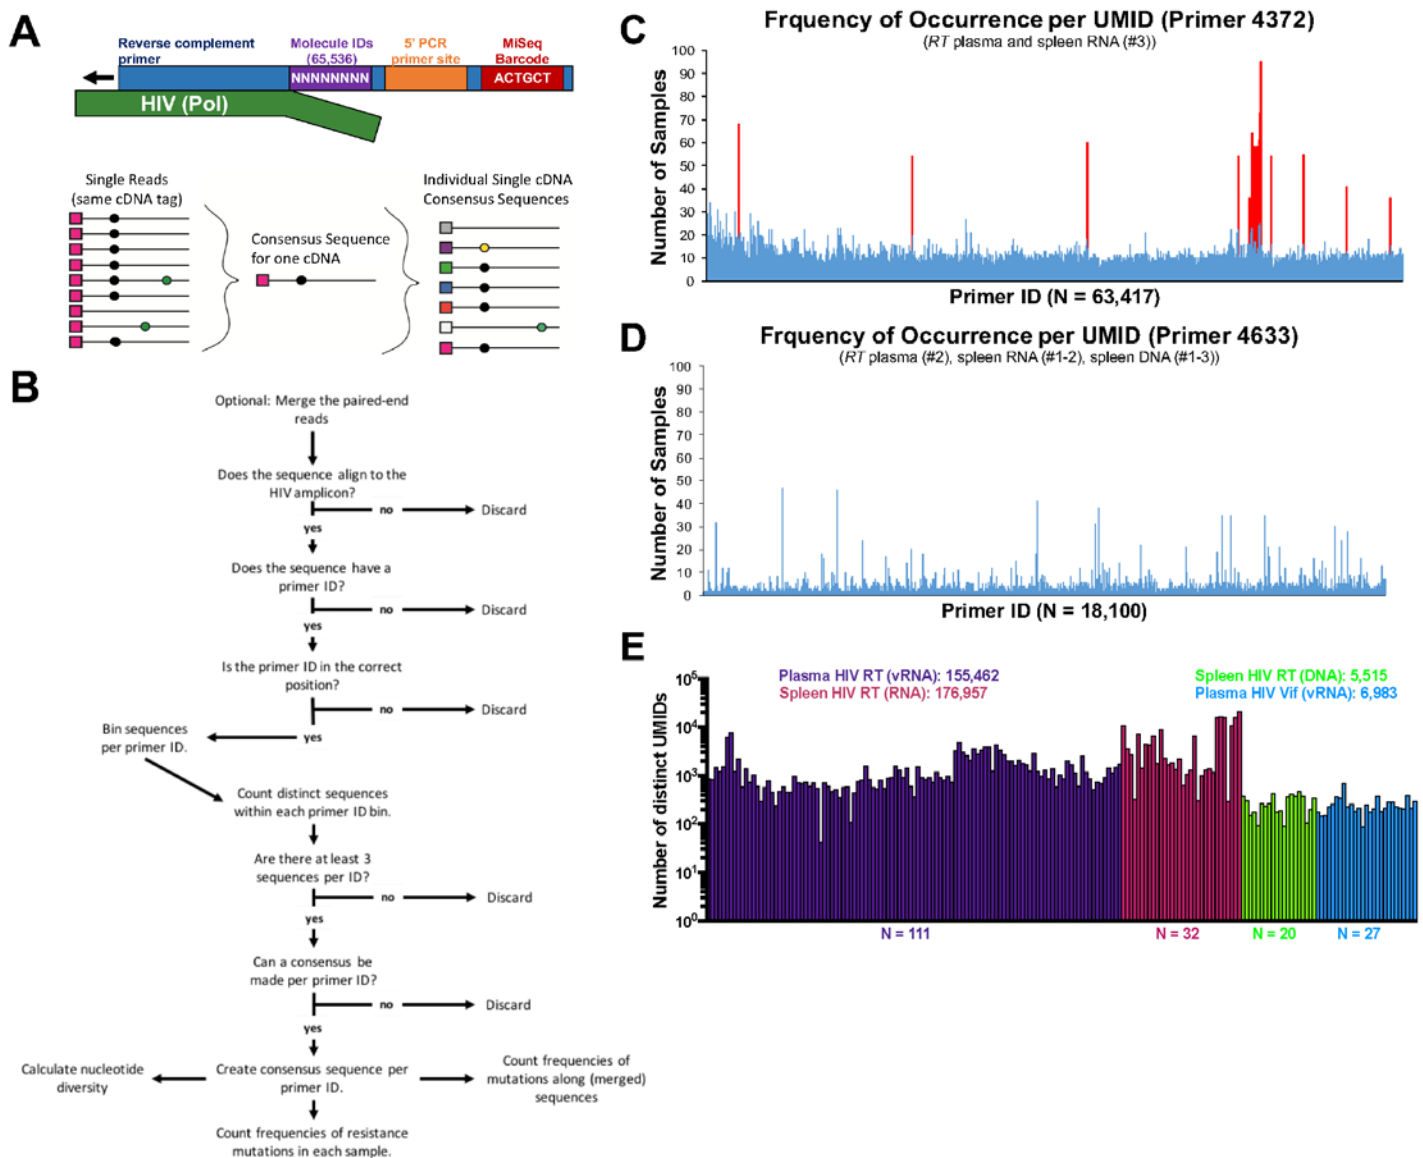 A
Reverse complement
primer
Molecule IDs
(65,536)
5' PCR
primer site
MiSeq
Barcode
NNNNNNNN
ACTGCT
HIV (Pol)
Single Reads
(same cDNA tag)
Consensus Sequence
for one cDNA
Individual Single cDNA
Consensus Sequences
B
Optional: Merge the paired-end
reads
Does the sequence align to the
HIV amplicon?
no
Discard
yes
Does the sequence have a
primer ID?
no
Discard
yes
Is the primer ID in the correct
position?
no
Discard
yes
Bin sequences
per primer ID.
Count distinct sequences
within each primer ID bin.
Are there at least 3
sequences per ID?
no
Discard
yes
Can a consensus be
made per primer ID?
no
Discard
yes
Calculate nucleotide
diversity
Create consensus sequence per
primer ID.
Count frequencies of
mutations along (merged)
sequences
Count frequencies of resistance
mutations in each sample.
C
Frquency of Occurrence per UMID (Primer 4372)
(RT plasma and spleen RNA (#3))
Number of Samples
100
90
80
70
60
50
40
30
20
10
0
Primer ID (N = 63,417)
D
Frquency of Occurrence per UMID (Primer 4633)
(RT plasma (#2), spleen RNA (#1-2), spleen DNA (#1-3))
Number of Samples
100
90
80
70
60
50
40
30
20
10
0
Primer ID (N = 18,100)
E
Plasma HIV RT (vRNA): 155,462
Spleen HIV RT (RNA): 176,957
Spleen HIV RT (DNA): 5,515
Plasma HIV Vif (vRNA): 6,983
Number of distinct UMIDs
10⁵
10⁴
10³
10²
10¹
10⁰
N = 111
N = 32
N = 20
N = 27